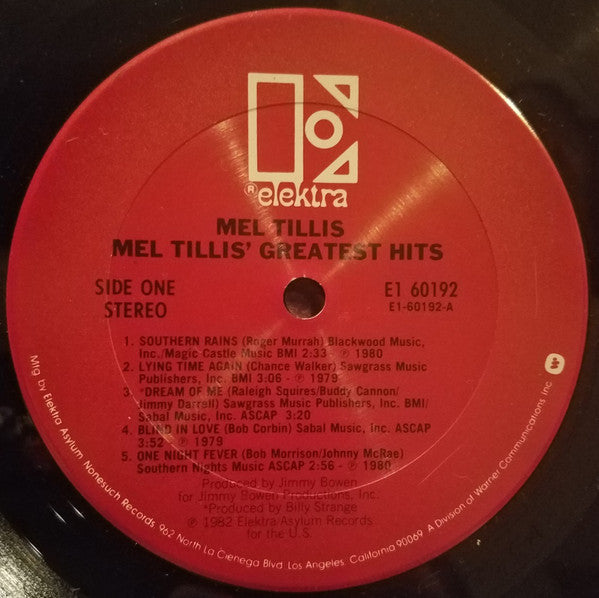 ® elektra
MEL TILLIS
MEL TILLIS' GREATEST HITS
SIDE ONE
STEREO
E1 60192
E1-60192-A
1. SOUTHERN RAINS (Roger Murrah) Blackwood Music,
Inc./Magic Castle Music BMI 2:33 - ℗ 1980
2. LYING TIME AGAIN (Chance Walker) Sawgrass Music
Publishers, Inc. BMI 3:06 - ℗ 1979
3. *DREAM OF ME (Raleigh Squires/Buddy Cannon/
Jimmy Darrell) Sawgrass Music Publishers, Inc. BMI/
Sabal Music, Inc. ASCAP 3:20
4. BLIND IN LOVE (Bob Corbin) Sabal Music, Inc. ASCAP
3:52 - ℗ 1979
5. ONE NIGHT FEVER (Bob Morrison/Johnny McRae)
Southern Nights Music ASCAP 2:56 - ℗ 1980
Produced by Jimmy Bowen
for Jimmy Bowen Productions, Inc.
*Produced by Billy Strange
℗ 1982 Elektra/Asylum Records
for the U.S.
Mfg by Elektra Asylum Nonesuch Records 962 North La Cienega Blvd Los Angeles, California 90069 A Division of Warner Communications Inc